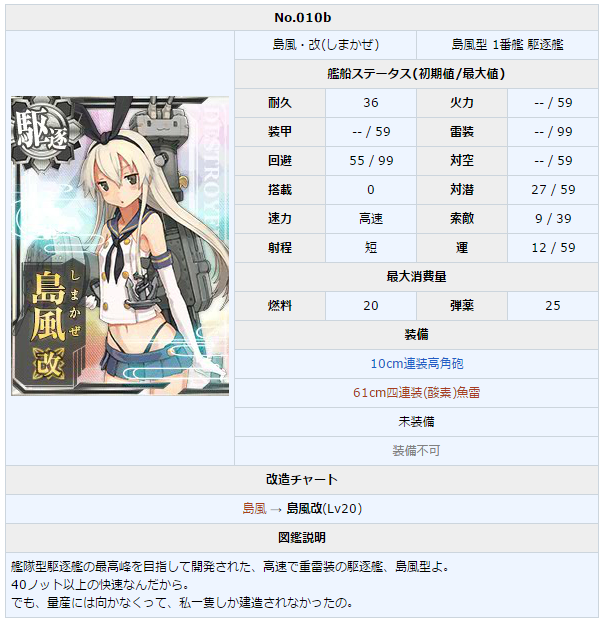 No.010b
島風・改(しまかぜ)
島風型 1番艦 駆逐艦
艦船ステータス(初期値/最大値)
耐久 36 火力 -- / 59
装甲 -- / 59 雷装 -- / 99
回避 55 / 99 対空 -- / 59
搭載 0 対潜 27 / 59
速力 高速 索敵 9 / 39
射程 短 運 12 / 59
最大消費量
燃料 20 弾薬 25
装備
10cm連装高角砲
61cm四連装(酸素)魚雷
未装備
装備不可
駆逐
DESTROYE
しまかぜ
島風
改
改造チャート
島風 → 島風改(Lv20)
図鑑説明
艦隊型駆逐艦の最高峰を目指して開発された、高速で重雷装の駆逐艦、島風型よ。
40ノット以上の快速なんだから。
でも、量産には向かなくって、私一隻しか建造されなかったの。